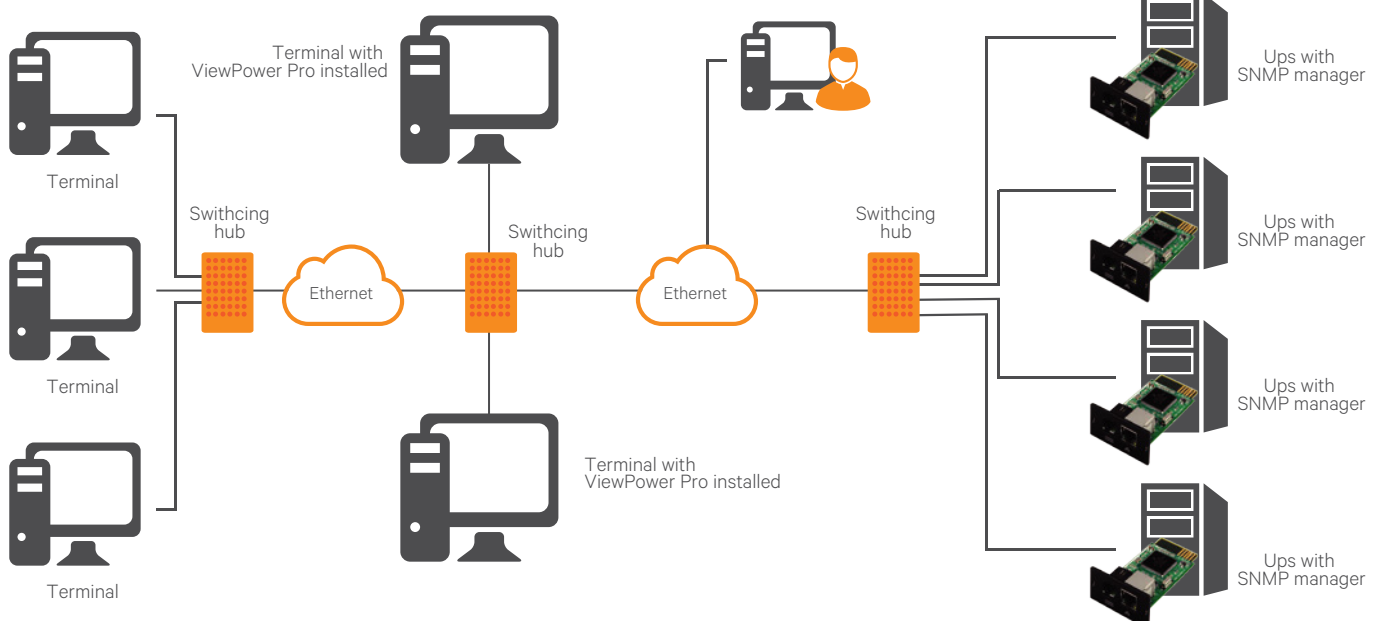 Terminal with
ViewPower Pro installed
Ups with
SNMP manager
Terminal
Swithcing
hub
Ethernet
Swithcing
hub
Ethernet
Swithcing
hub
Ups with
SNMP manager
Terminal
Ups with
SNMP manager
Terminal with
ViewPower Pro installed
Terminal
Ups with
SNMP manager